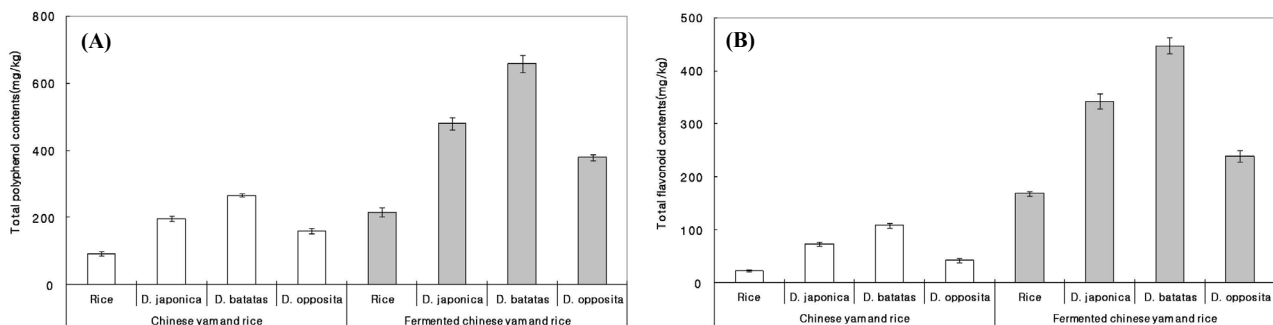 (A)
Total polyphenol contents(mg/kg)
800
600
400
200
0
Rice D. japonica D. batatas D. opposita Rice D. japonica D. batatas D. opposita
Chinese yam and rice Fermented chinese yam and rice
(B)
Total flavonoid contents(mg/kg)
500
400
300
200
100
0
Rice D. japonica D. batatas D. opposita Rice D. japonica D. batatas D. opposita
Chinese yam and rice Fermented chinese yam and rice